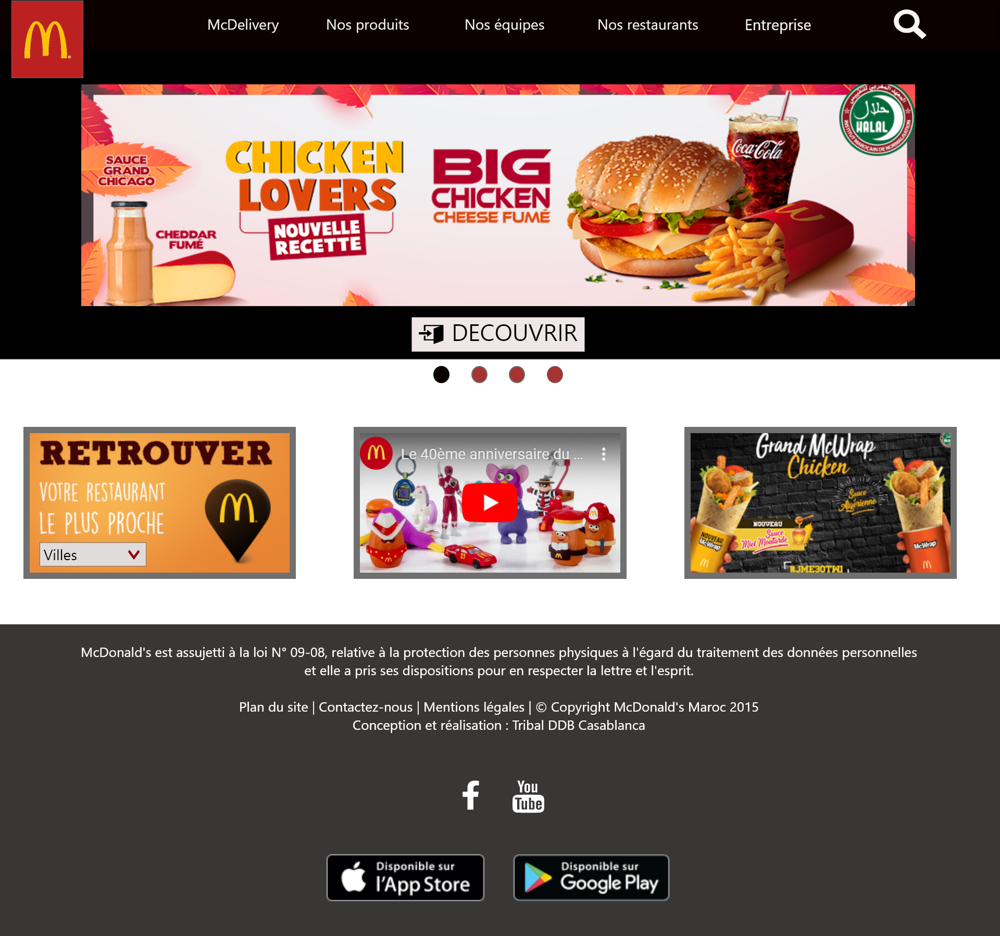 McDelivery
Nos produits
Nos équipes
Nos restaurants
Entreprise
SAUCE
GRAND
CHICAGO
CHEDDAR
FUMÉ
CHICKEN
LOVERS
NOUVELLE
RECETTE
BIG
CHICKEN
CHEESE FUMÉ
Coca-Cola
المعهد المغربي للتقييس
حلال
HALAL
INSTITUT MAROCAIN DE NORMALISATION
DECOUVRIR
RETROUVER
VOTRE RESTAURANT
LE PLUS PROCHE
Villes
Le 40ème anniversaire du ...
27
Grand McWrap
Chicken
Sauce
Algérienne
NOUVEAU
Sauce
Miel Moutarde
NOUVEAU
McWrap
McWrap
#JME3OTWI
McDonald's est assujetti à la loi N° 09-08, relative à la protection des personnes physiques à l'égard du traitement des données personnelles
et elle a pris ses dispositions pour en respecter la lettre et l'esprit.
Plan du site | Contactez-nous | Mentions légales | © Copyright McDonald's Maroc 2015
Conception et réalisation : Tribal DDB Casablanca
You
Tube
Disponible sur
l'App Store
Disponible sur
Google Play